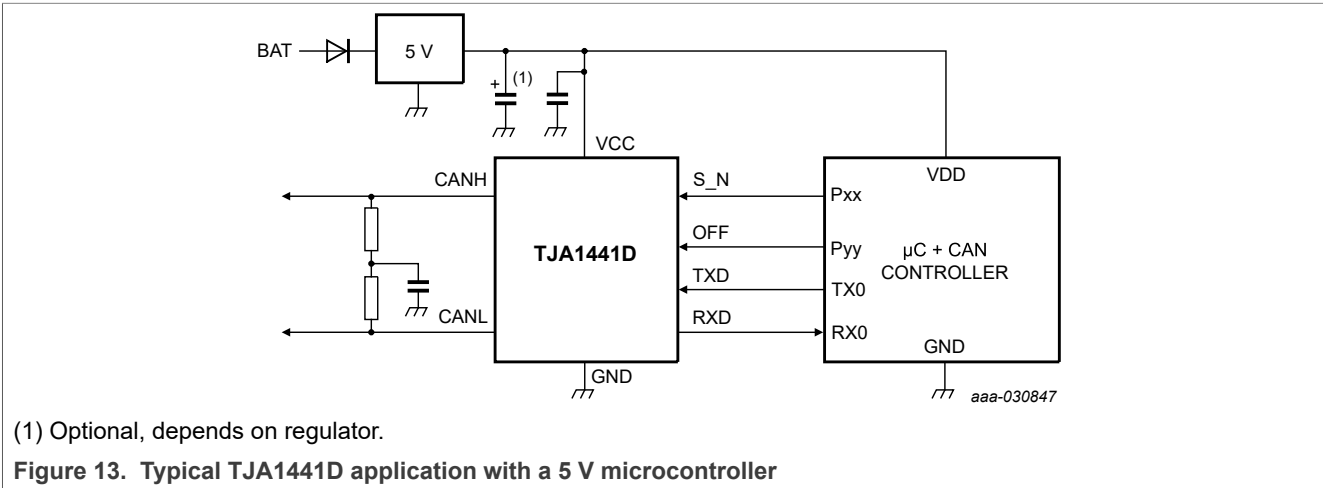 BAT
5 V
+
(1)
VCC
CANH
S_N
Pxx
VDD
OFF
Pyy
TJA1441D
µC + CAN
CONTROLLER
TXD
TX0
CANL
RXD
RX0
GND
GND
aaa-030847
(1) Optional, depends on regulator.
Figure 13. Typical TJA1441D application with a 5 V microcontroller